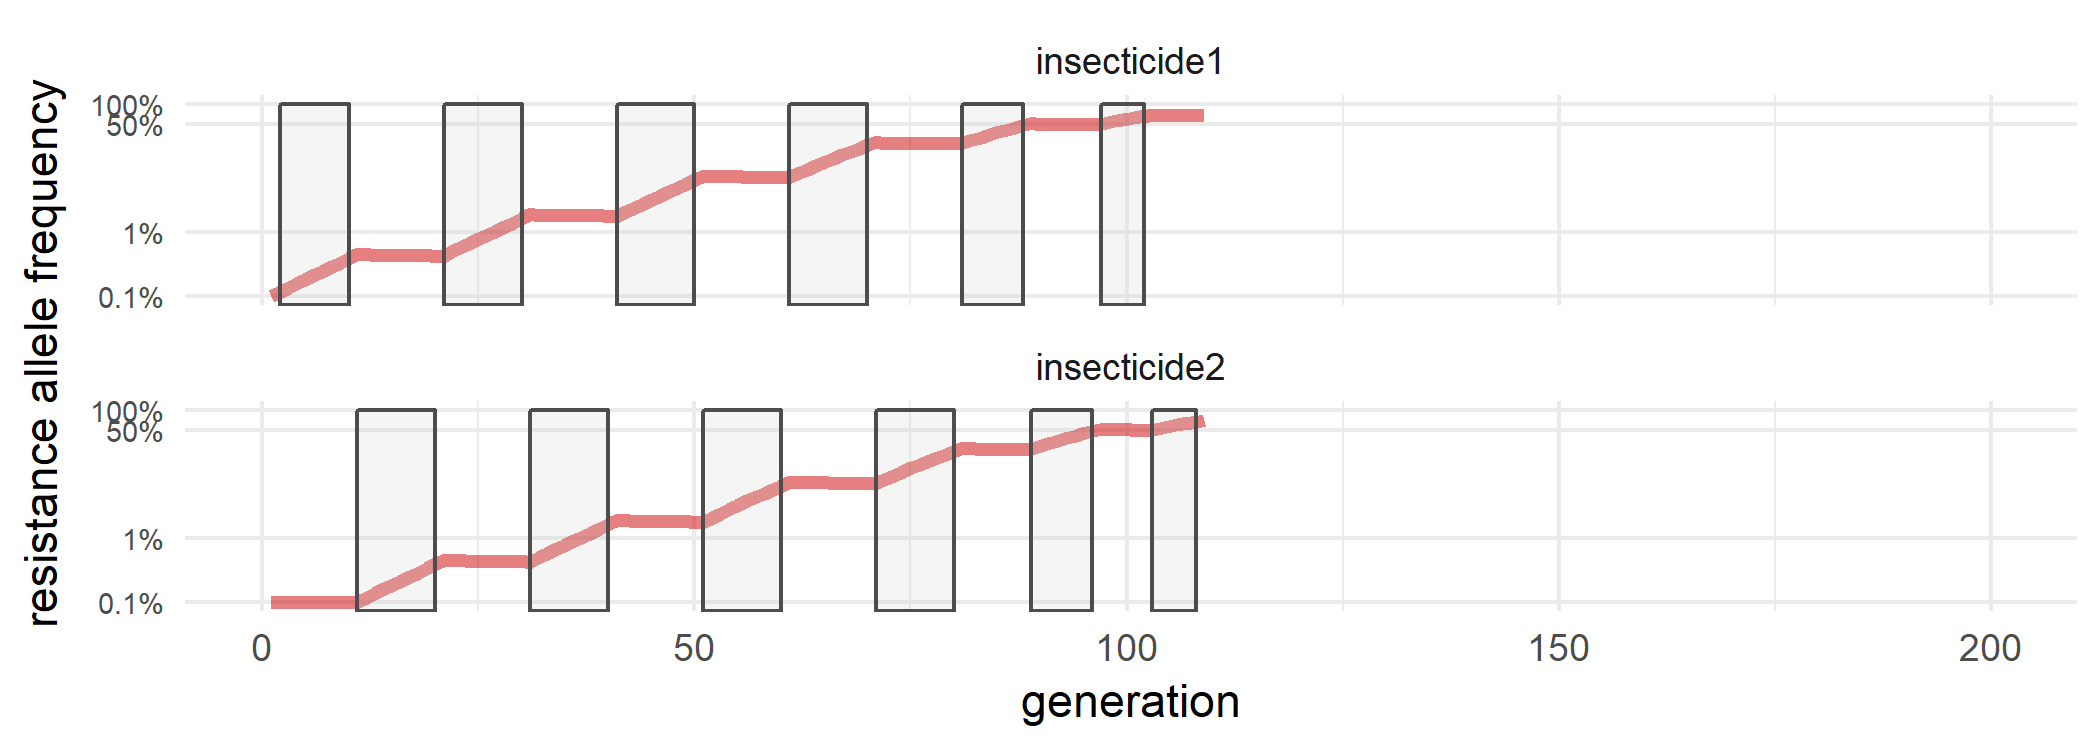 insecticide1
100%
50%
1%
0.1%
insecticide2
100%
50%
1%
0.1%
resistance allele frequency
0 50 100 150 200
generation